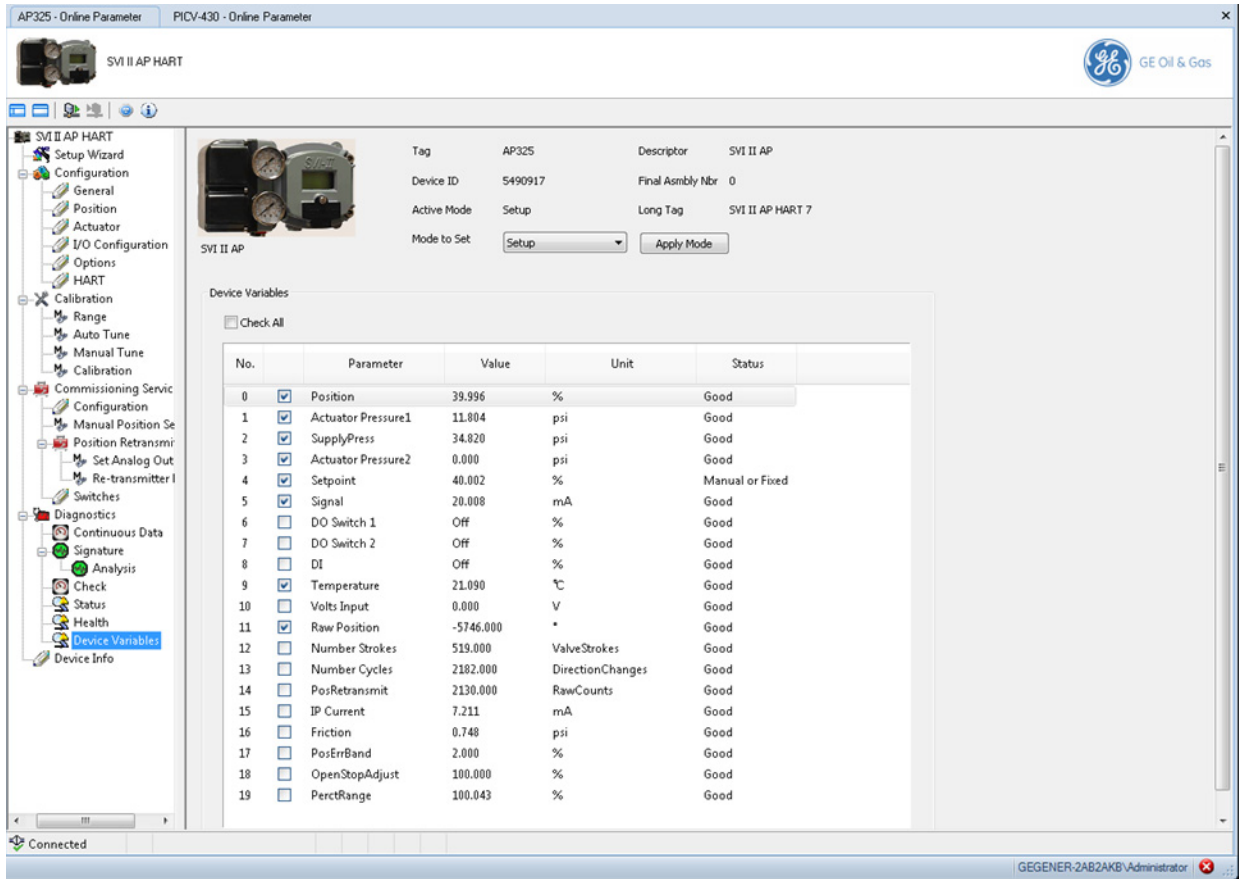 AP325 - Online Parameter PICV-430 - Online Parameter
SVI II AP HART
GE Oil & Gas
SVI II AP HART
Setup Wizard
Configuration
General
Position
Actuator
I/O Configuration
Options
HART
Calibration
Range
Auto Tune
Manual Tune
Calibration
Commissioning Servic
Configuration
Manual Position Se
Position Retransmit
Set Analog Out
Re-transmitter
Switches
Diagnostics
Continuous Data
Signature
Analysis
Check
Status
Health
Device Variables
Device Info
SVI II AP
Tag AP325 Descriptor SVI II AP
Device ID 5490917 Final Asmbly Nbr 0
Active Mode Setup Long Tag SVI II AP HART 7
Mode to Set Setup Apply Mode
Device Variables
Check All
No. Parameter Value Unit Status
0 Position 39.996 % Good
1 Actuator Pressure1 11.804 psi Good
2 SupplyPress 34.820 psi Good
3 Actuator Pressure2 0.000 psi Good
4 Setpoint 40.002 % Manual or Fixed
5 Signal 20.008 mA Good
6 DO Switch 1 Off % Good
7 DO Switch 2 Off % Good
8 DI Off % Good
9 Temperature 21.090 ℃ Good
10 Volts Input 0.000 V Good
11 Raw Position -5746.000 ° Good
12 Number Strokes 519.000 ValveStrokes Good
13 Number Cycles 2182.000 DirectionChanges Good
14 PosRetransmit 2130.000 RawCounts Good
15 IP Current 7.211 mA Good
16 Friction 0.748 psi Good
17 PosErrBand 2.000 % Good
18 OpenStopAdjust 100.000 % Good
19 PerctRange 100.043 % Good
Connected
GEGENER-2AB2AKB\Administrator